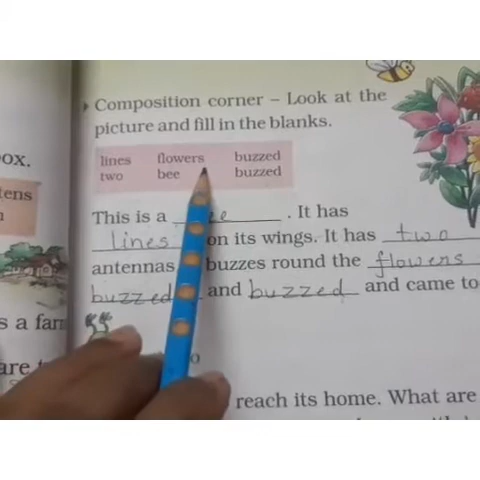 Composition corner – Look at the
picture and fill in the blanks.
ox.
lines flowers buzzed
two bee buzzed
tens
This is a ee . It has
lines on its wings. It has two
antennas buzzes round the flowers
buzzed and buzzed and came to
s a far
are
reach its home. What are